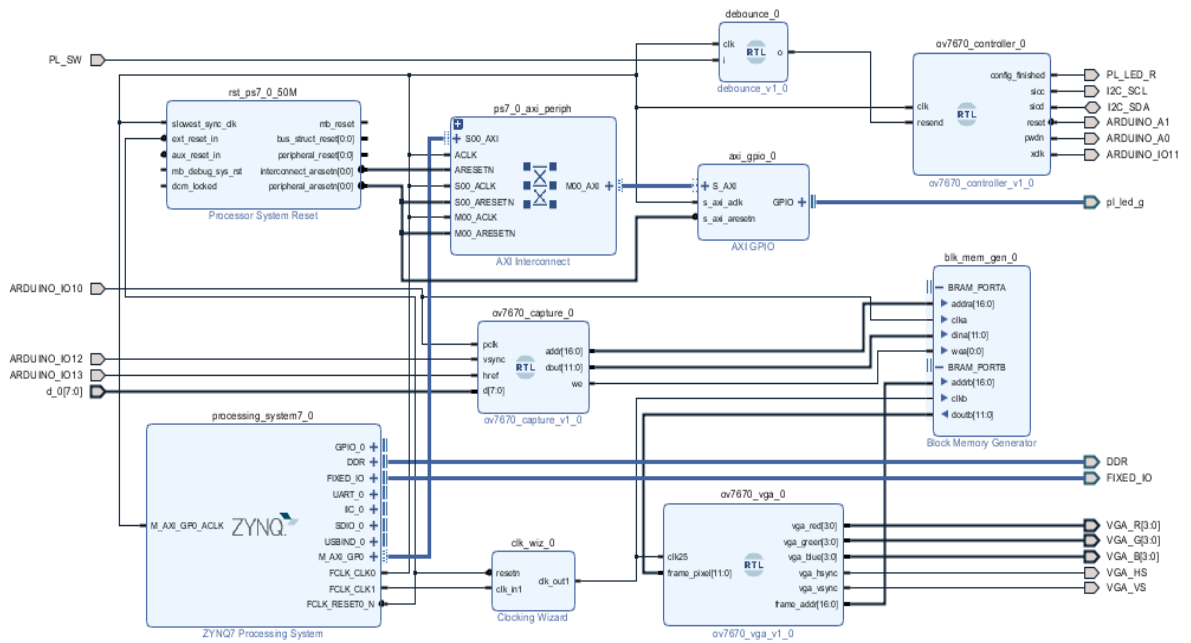 debounce_0
clk
i
o
RTL
debounce_v1_0
PL_SW
ov7670_controller_0
config_finished
sioc
siod
reset
pwdn
xclk
clk
resend
RTL
ov7670_controller_v1_0
PL_LED_R
I2C_SCL
I2C_SDA
ARDUINO_A1
ARDUINO_A0
ARDUINO_IO11
rst_ps7_0_50M
slowest_sync_clk
ext_reset_in
aux_reset_in
mb_debug_sys_rst
dcm_locked
mb_reset
bus_struct_reset[0:0]
peripheral_reset[0:0]
interconnect_aresetn[0:0]
peripheral_aresetn[0:0]
Processor System Reset
ps7_0_axi_periph
S00_AXI
ACLK
ARESETN
S00_ACLK
S00_ARESETN
M00_ACLK
M00_ARESETN
M00_AXI
AXI Interconnect
axi_gpio_0
S_AXI
s_axi_aclk
s_axi_aresetn
GPIO
AXI GPIO
pl_led_g
ARDUINO_IO10
ARDUINO_IO12
ARDUINO_IO13
d_0[7:0]
ov7670_capture_0
pclk
vsync
href
d[7:0]
RTL
addr[16:0]
dout[11:0]
we
ov7670_capture_v1_0
blk_mem_gen_0
BRAM_PORTA
addra[16:0]
clka
dina[11:0]
wea[0:0]
BRAM_PORTB
addrb[16:0]
clkb
doutb[11:0]
Block Memory Generator
processing_system7_0
M_AXI_GP0_ACLK
ZYNQ
GPIO_0
DDR
FIXED_IO
UART_0
IIC_0
SDIO_0
USBIND_0
M_AXI_GP0
FCLK_CLK0
FCLK_CLK1
FCLK_RESET0_N
ZYNQ7 Processing System
DDR
FIXED_IO
clk_wiz_0
resetn
clk_in1
clk_out1
Clocking Wizard
ov7670_vga_0
clk25
frame_pixel[11:0]
RTL
vga_red[3:0]
vga_green[3:0]
vga_blue[3:0]
vga_hsync
vga_vsync
frame_addr[16:0]
ov7670_vga_v1_0
VGA_R[3:0]
VGA_G[3:0]
VGA_B[3:0]
VGA_HS
VGA_VS